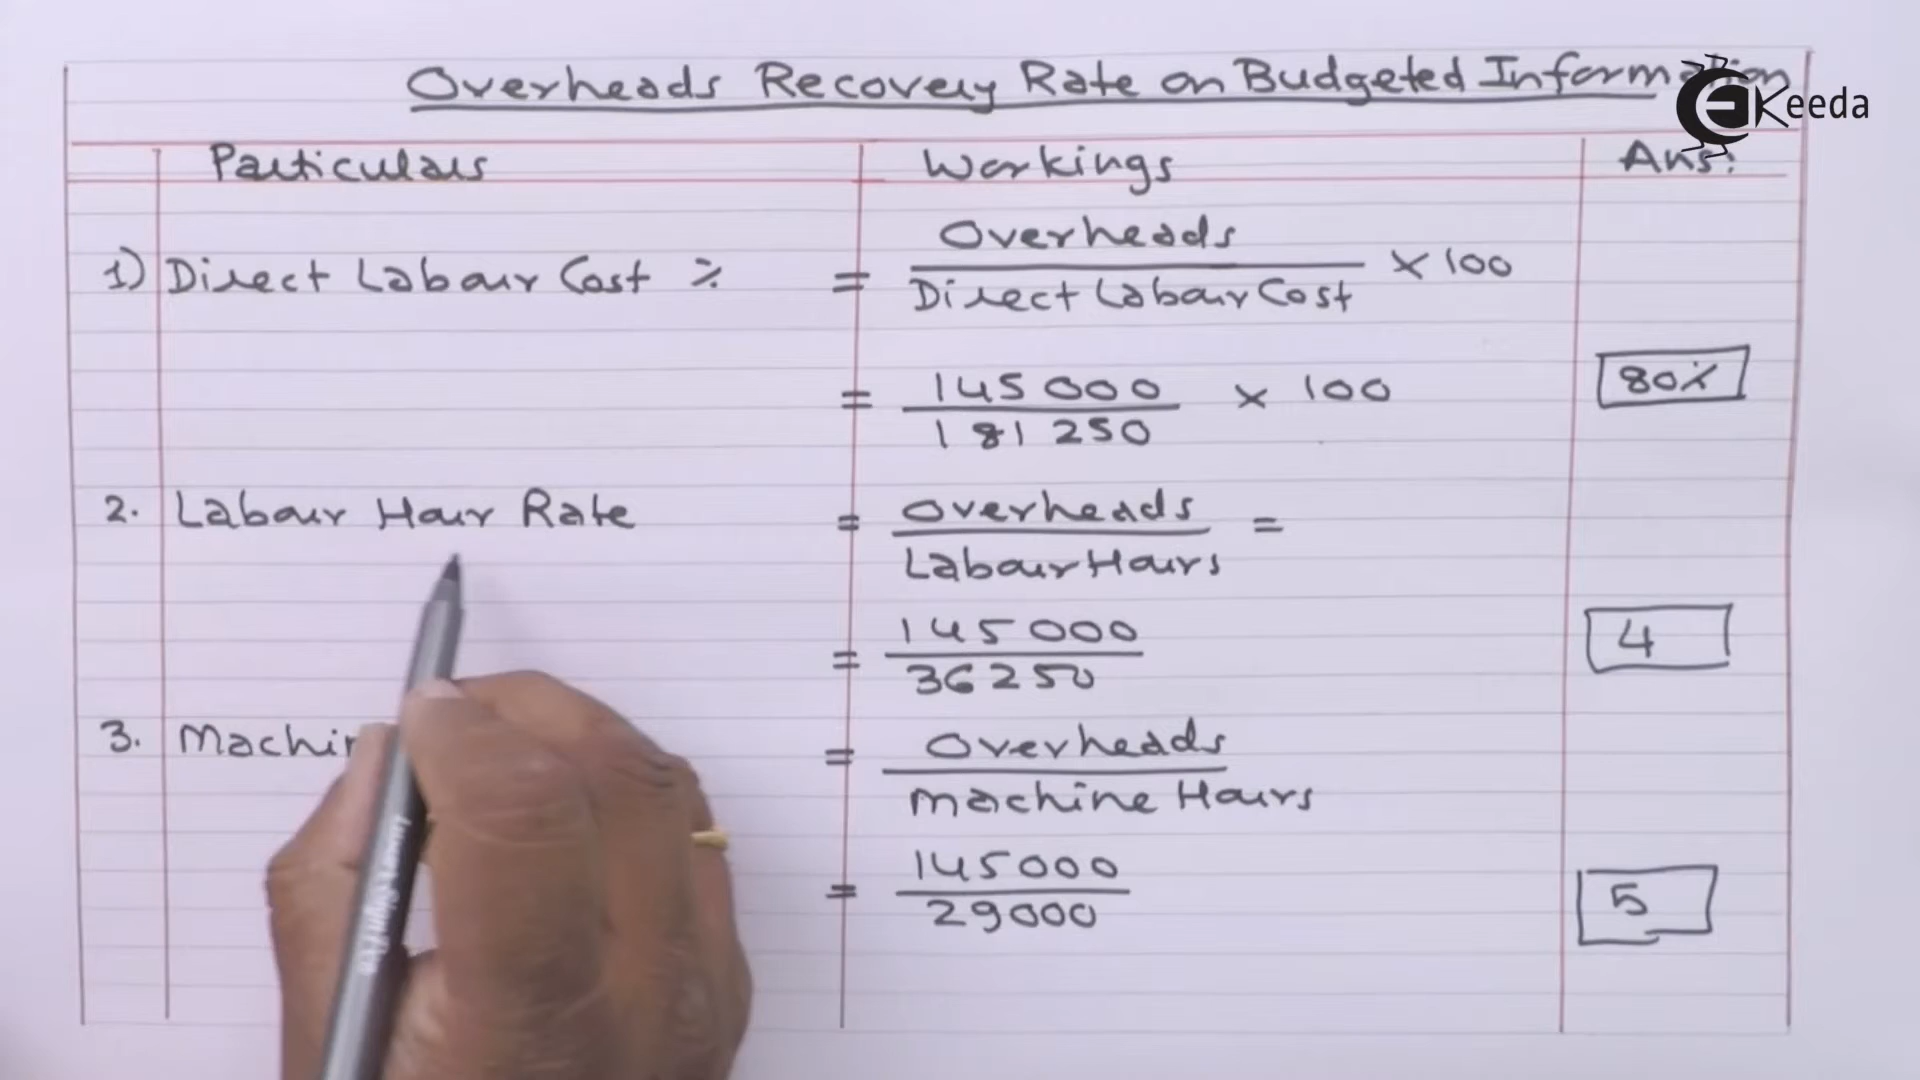 Overheads Recovery Rate on Budgeted Information
Keeda
Particulars Workings Ans:
1) Direct Labour Cost % = Overheads / Direct Labour Cost × 100
= 145000 / 181250 × 100 80%
2. Labour Hour Rate = Overheads / Labour Hours =
= 145000 / 36250 4
3. Machin = Overheads / Machine Hours
= 145000 / 29000 5